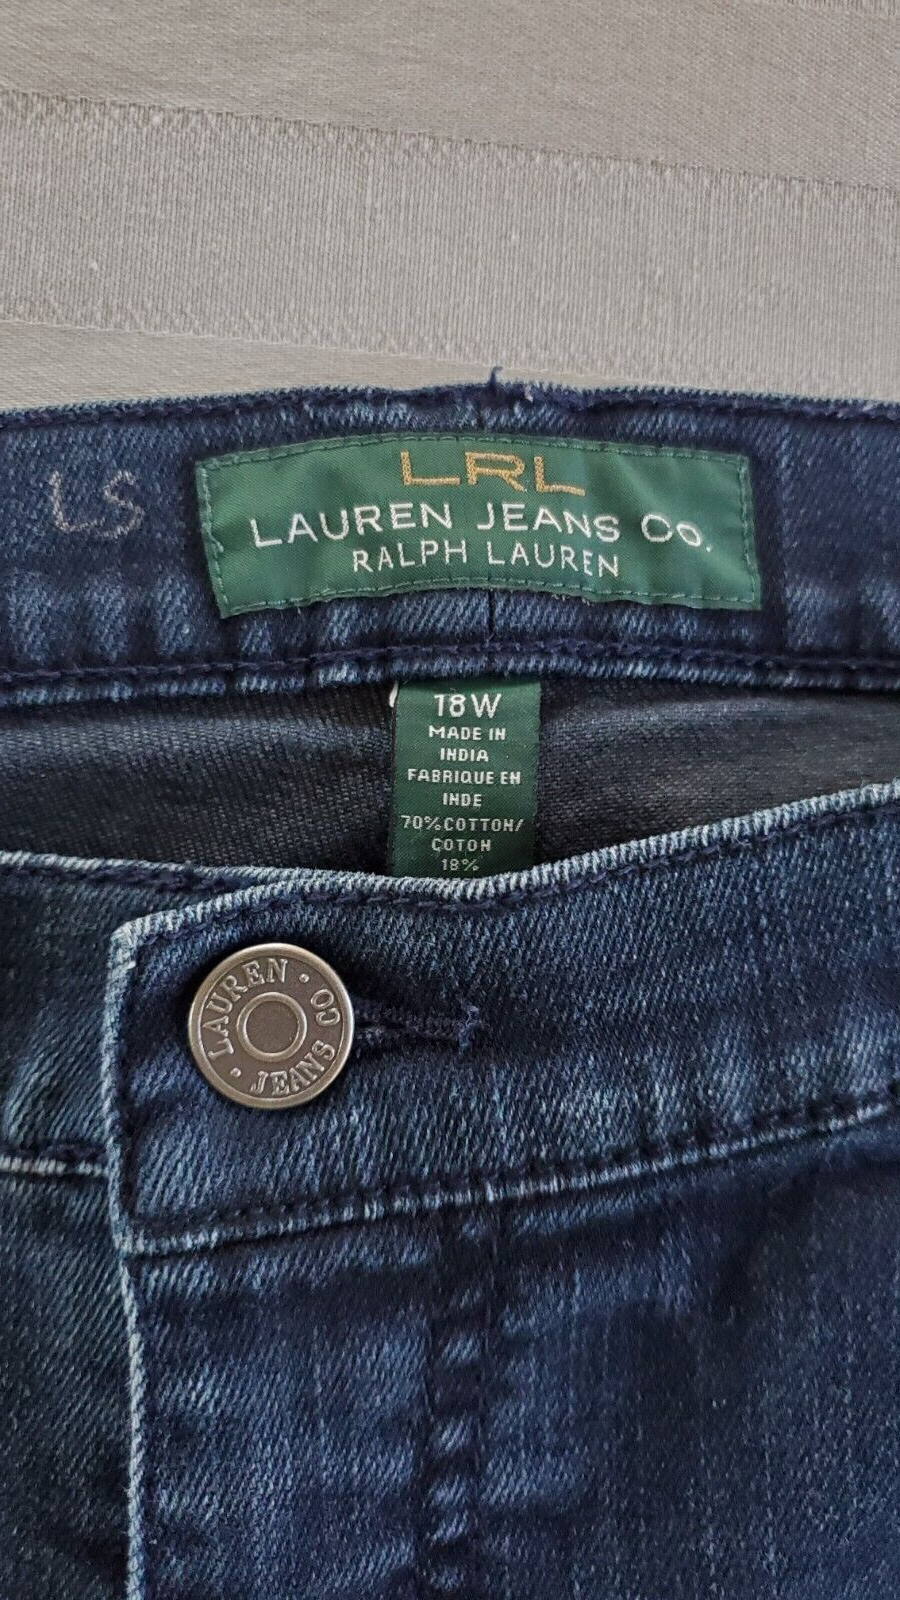 LS
LRL
LAUREN JEANS Co.
RALPH LAUREN
18W
MADE IN
INDIA
FABRIQUE EN
INDE
70% COTTON/
COTON
18%
LAUREN · JEANS CO ·